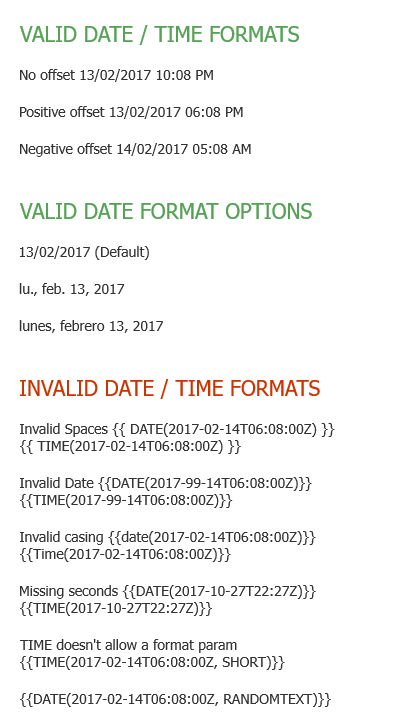 VALID DATE / TIME FORMATS
No offset 13/02/2017 10:08 PM
Positive offset 13/02/2017 06:08 PM
Negative offset 14/02/2017 05:08 AM
VALID DATE FORMAT OPTIONS
13/02/2017 (Default)
lu., feb. 13, 2017
lunes, febrero 13, 2017
INVALID DATE / TIME FORMATS
Invalid Spaces {{ DATE(2017-02-14T06:08:00Z) }}
{{ TIME(2017-02-14T06:08:00Z) }}
Invalid Date {{DATE(2017-99-14T06:08:00Z)}}
{{TIME(2017-99-14T06:08:00Z)}}
Invalid casing {{date(2017-02-14T06:08:00Z)}}
{{Time(2017-02-14T06:08:00Z)}}
Missing seconds {{DATE(2017-10-27T22:27Z)}}
{{TIME(2017-10-27T22:27Z)}}
TIME doesn't allow a format param
{{TIME(2017-02-14T06:08:00Z, SHORT)}}
{{DATE(2017-02-14T06:08:00Z, RANDOMTEXT)}}